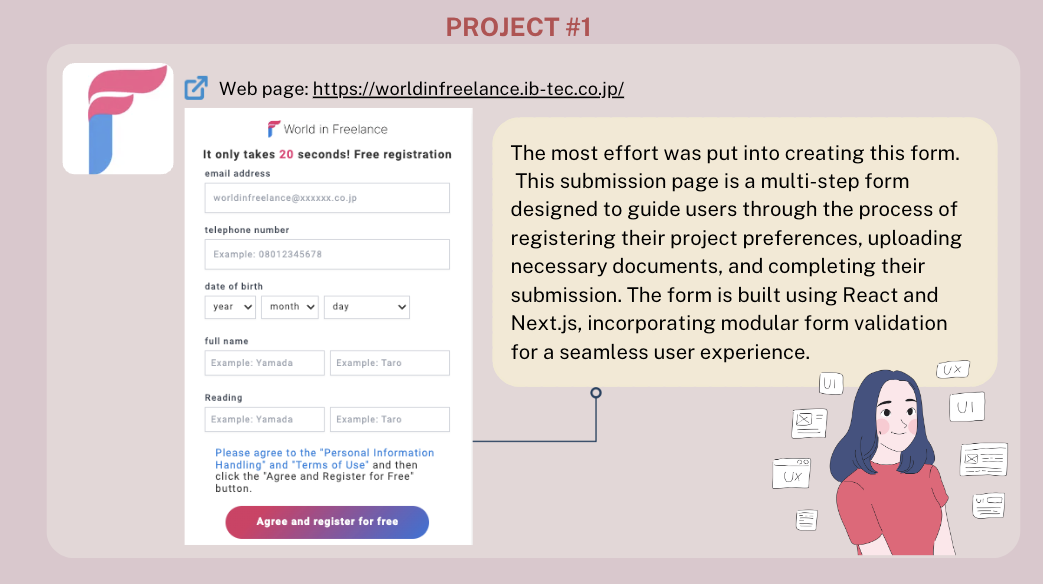 PROJECT #1
Web page: https://worldinfreelance.ib-tec.co.jp/
World in Freelance
It only takes 20 seconds! Free registration
email address
worldinfreelance@xxxxxx.co.jp
telephone number
Example: 08012345678
date of birth
year month day
full name
Example: Yamada Example: Taro
Reading
Example: Yamada Example: Taro
Please agree to the "Personal Information
Handling" and "Terms of Use" and then
click the "Agree and Register for Free"
button.
Agree and register for free
The most effort was put into creating this form.
This submission page is a multi-step form
designed to guide users through the process of
registering their project preferences, uploading
necessary documents, and completing their
submission. The form is built using React and
Next.js, incorporating modular form validation
for a seamless user experience.
UI
UX
UI
UX